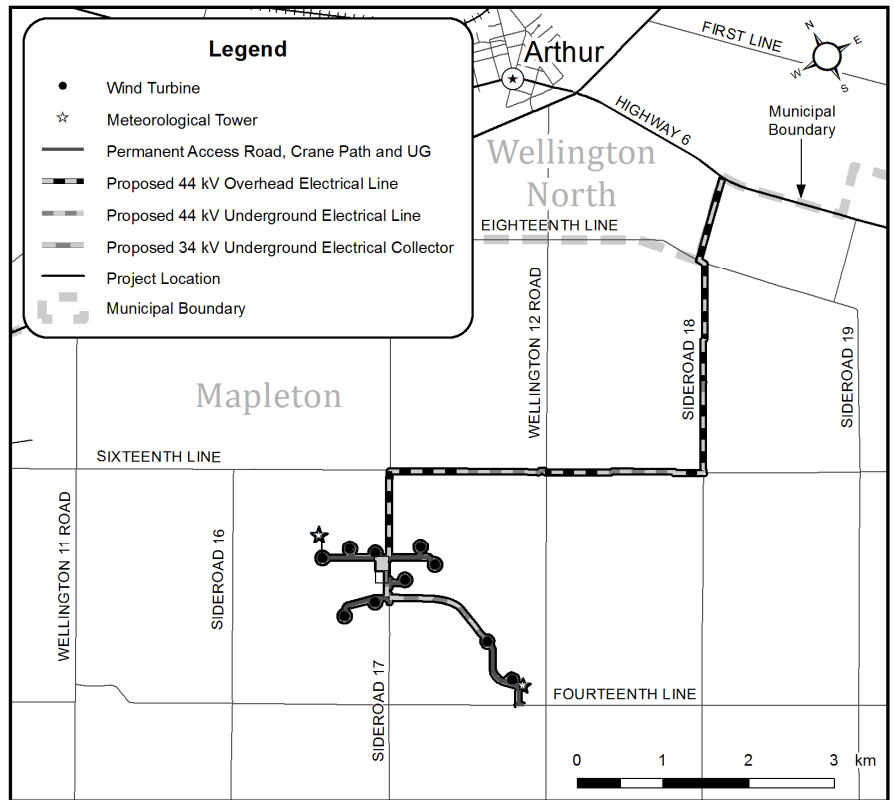 Legend
Wind Turbine
Meteorological Tower
Permanent Access Road, Crane Path and UG
Proposed 44 kV Overhead Electrical Line
Proposed 44 kV Underground Electrical Line
Proposed 34 kV Underground Electrical Collector
Project Location
Municipal Boundary
Arthur
FIRST LINE
N
E
W
S
HIGHWAY 6
Municipal
Boundary
Wellington
North
EIGHTEENTH LINE
WELLINGTON 12 ROAD
SIDEROAD 18
SIDEROAD 19
Mapleton
SIXTEENTH LINE
WELLINGTON 11 ROAD
SIDEROAD 16
SIDEROAD 17
FOURTEENTH LINE
0 1 2 3 km